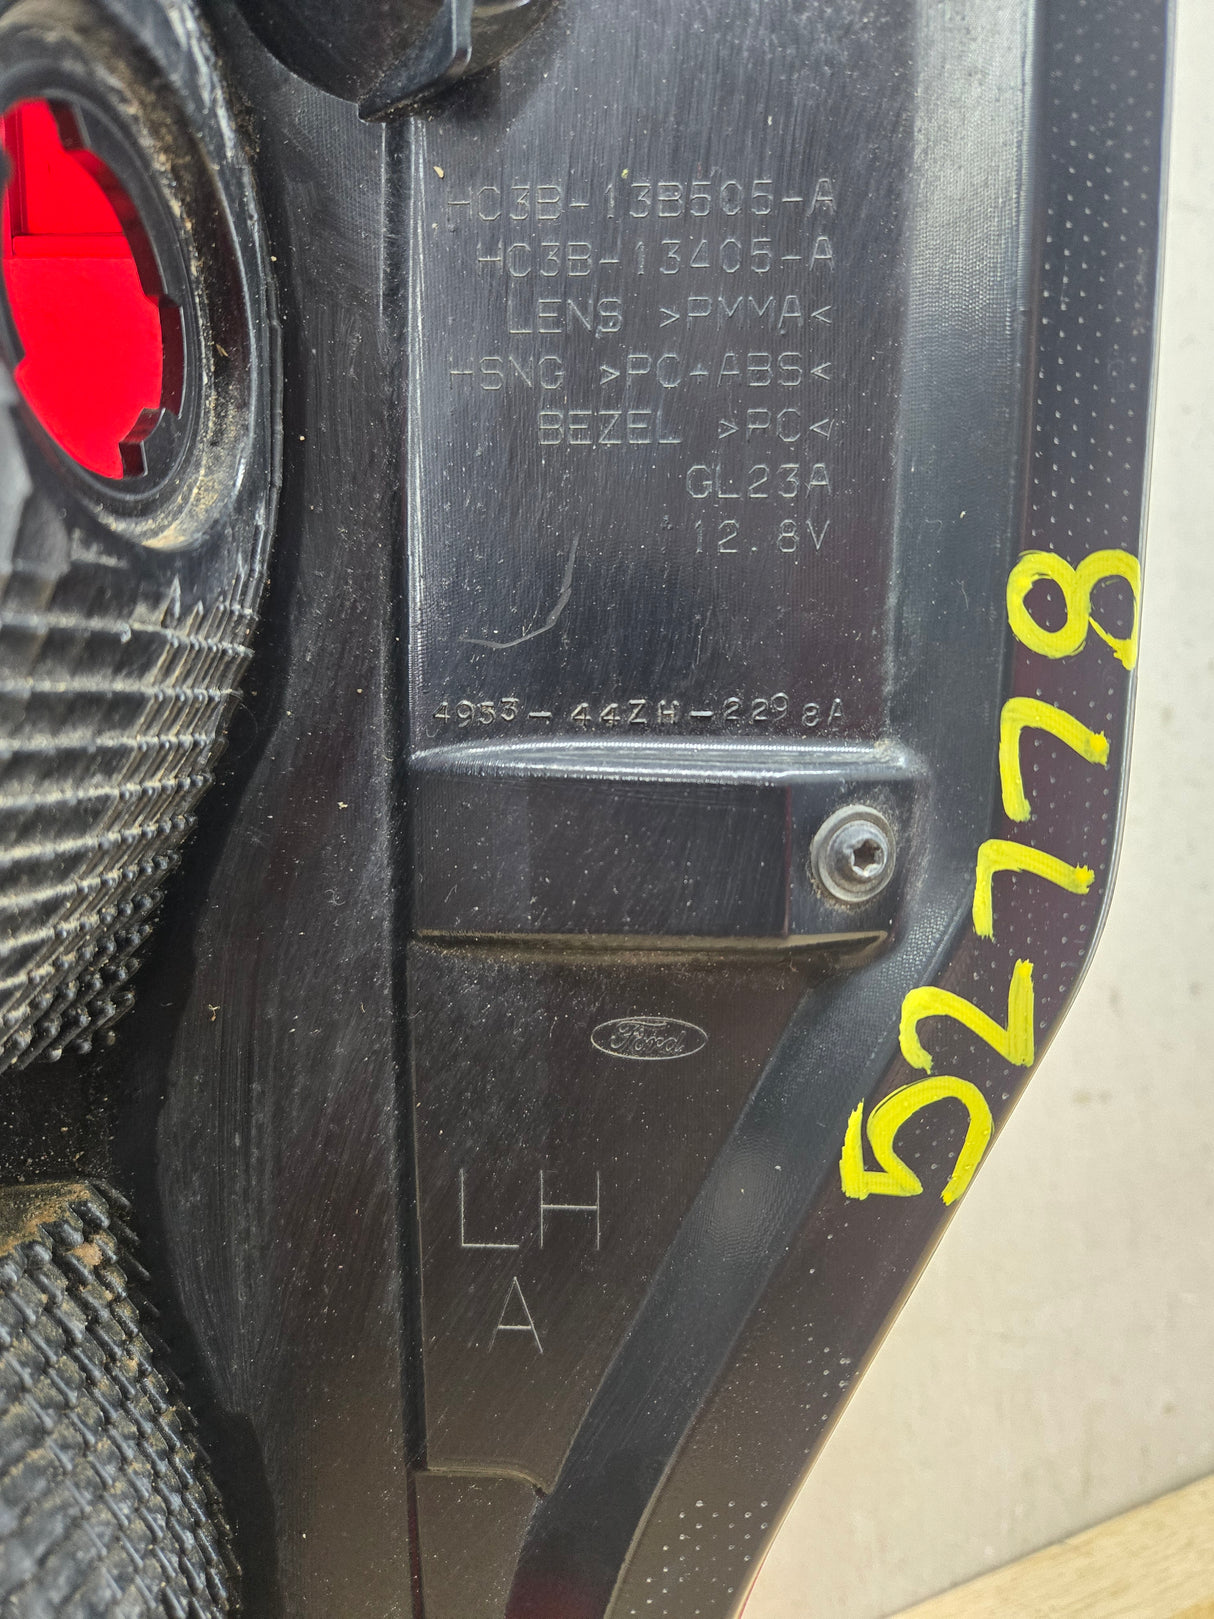 HC3B-13B505-A
HC3B-13405-A
LENS >PMMA<
HSNG >PC+ABS<
BEZEL >PC<
GL23A
12.8V
4953-44ZH-2298A
Ford
LH
A
52778